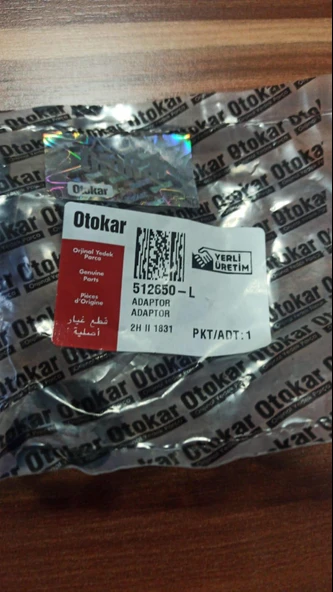 Otokar
Otokar
Orjinal Yedek
Parça
Genuine
Parts
Pièces
d'Origine
قطع غيار
أصلية
YERLİ
ÜRETİM
512650-L
ADAPTOR
ADAPTOR
2H II 1831
PKT/ADT:1